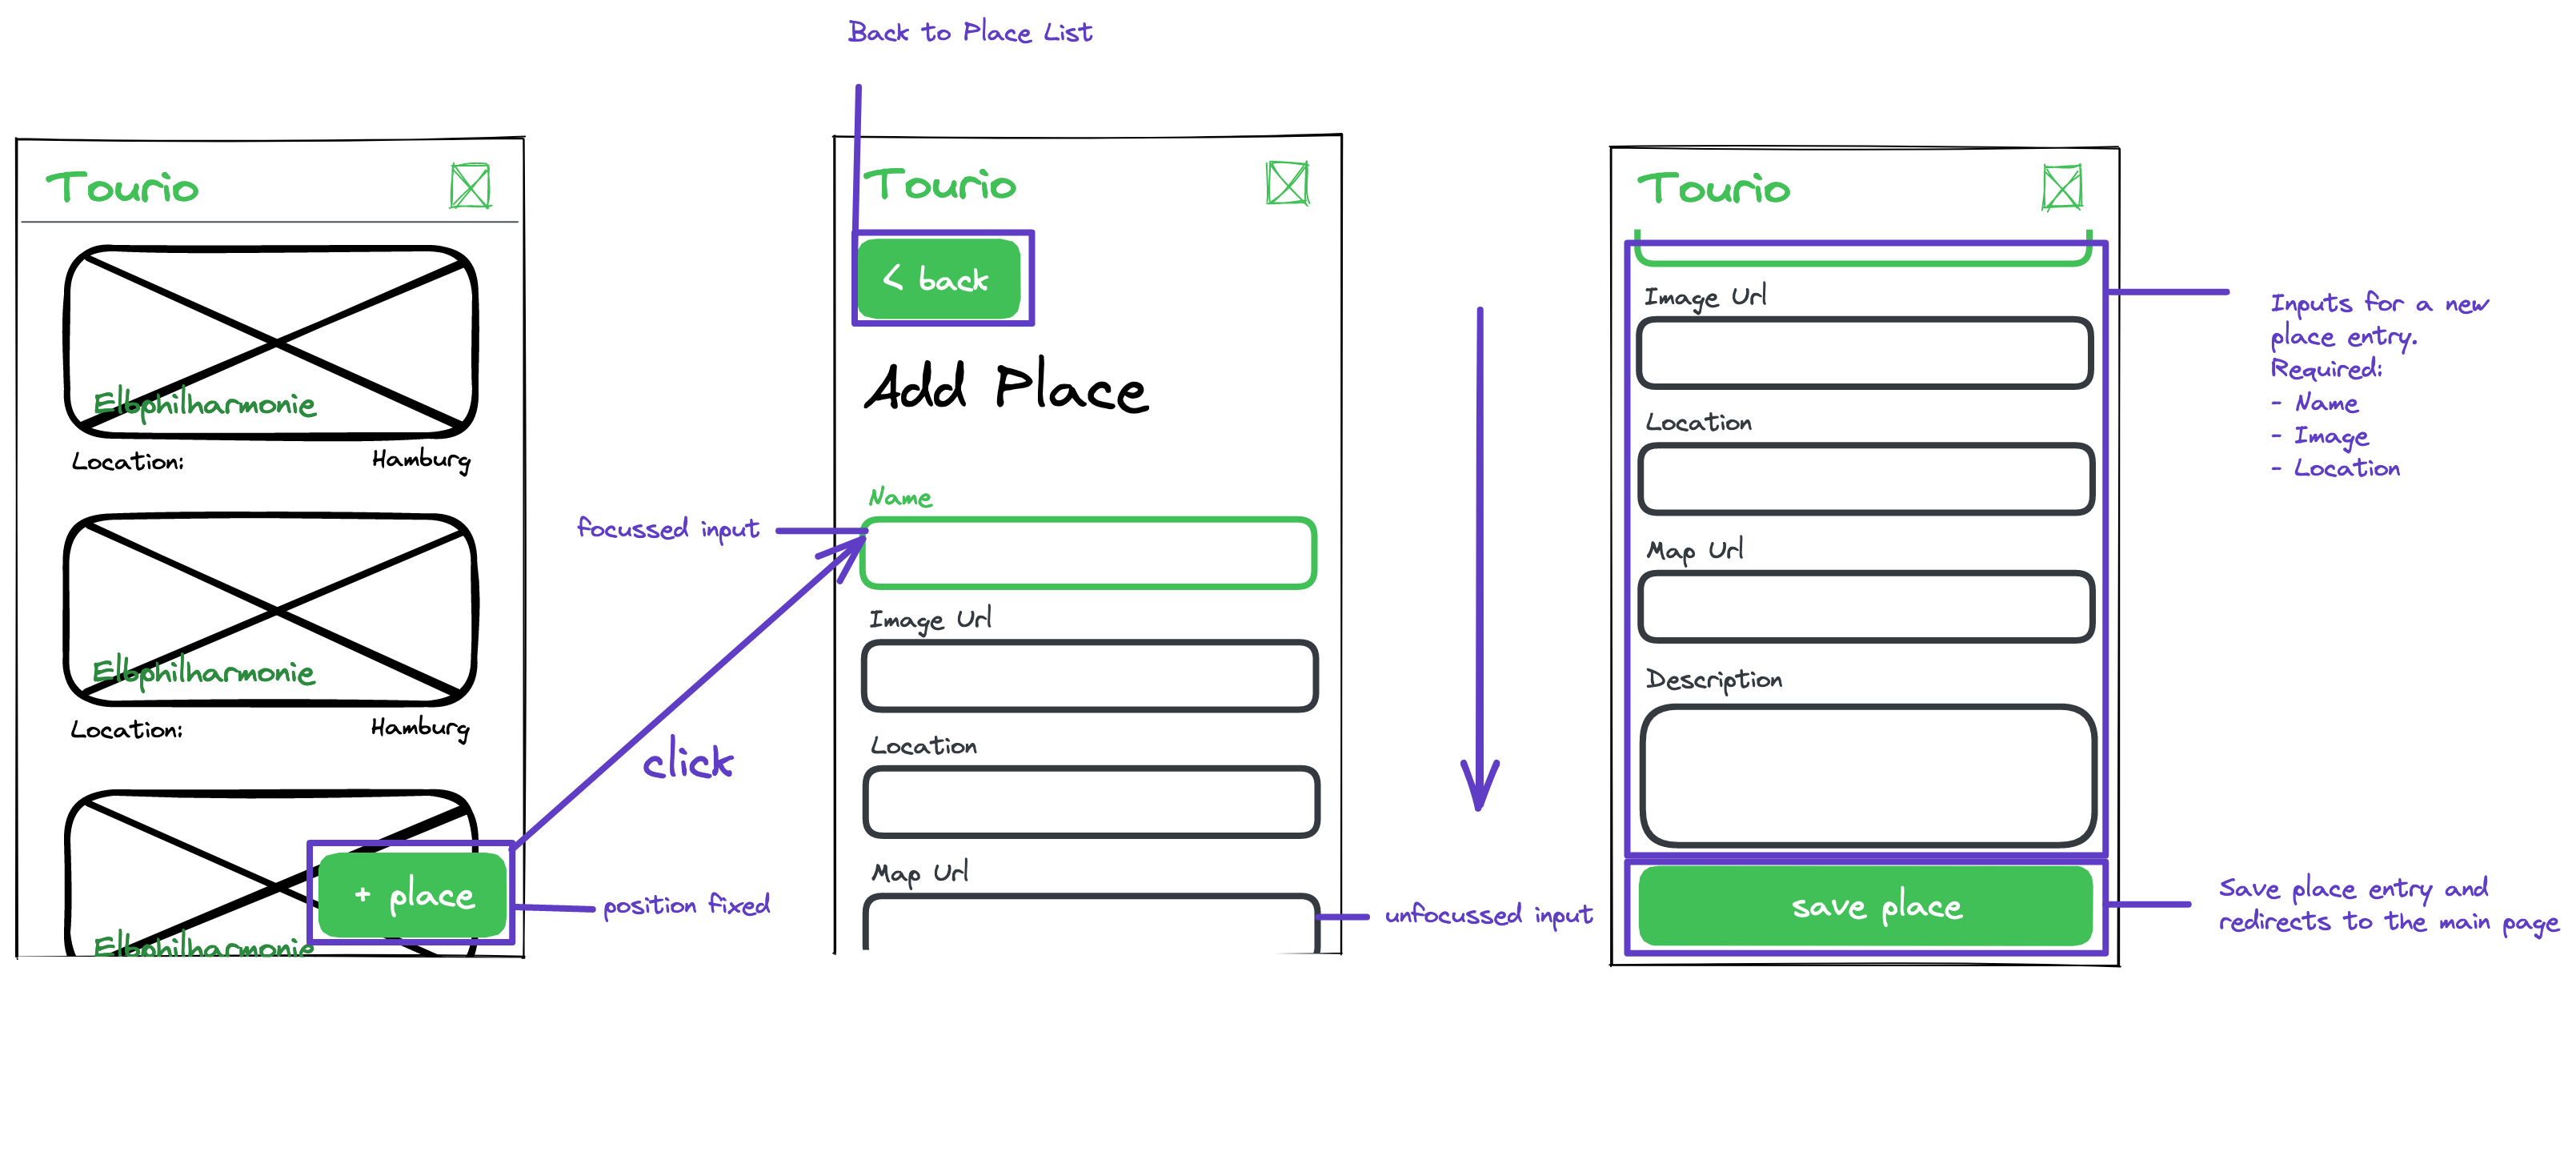 Back to Place List
Tourio
Elbphilharmonie
Location: Hamburg
Elbphilharmonie
Location: Hamburg
Elbphilharmonie
+ place
position fixed
click
focussed input
Tourio
< back
Add Place
Name
Image Url
Location
Map Url
unfocussed input
Tourio
Image Url
Location
Map Url
Description
save place
Inputs for a new
place entry.
Required:
- Name
- Image
- Location
Save place entry and
redirects to the main page